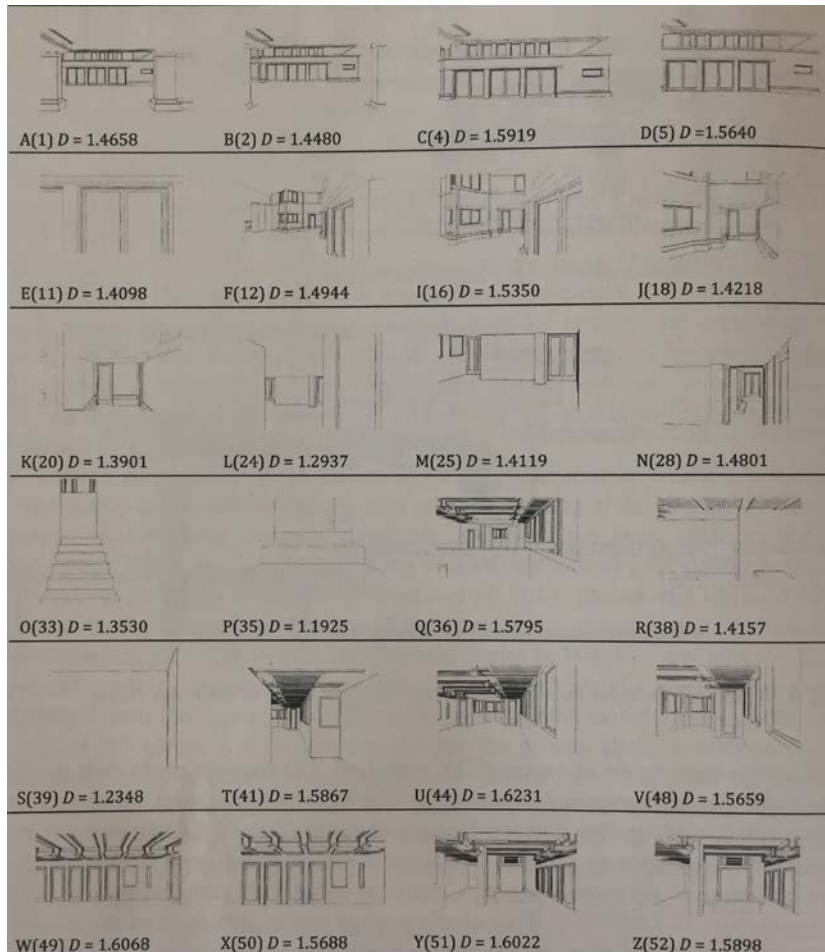 A(1) D = 1.4658 B(2) D = 1.4480 C(4) D = 1.5919 D(5) D =1.5640
E(11) D = 1.4098 F(12) D = 1.4944 I(16) D = 1.5350 J(18) D = 1.4218
K(20) D = 1.3901 L(24) D = 1.2937 M(25) D = 1.4119 N(28) D = 1.4801
O(33) D = 1.3530 P(35) D = 1.1925 Q(36) D = 1.5795 R(38) D = 1.4157
S(39) D = 1.2348 T(41) D = 1.5867 U(44) D = 1.6231 V(48) D = 1.5659
W(49) D = 1.6068 X(50) D = 1.5688 Y(51) D = 1.6022 Z(52) D = 1.5898